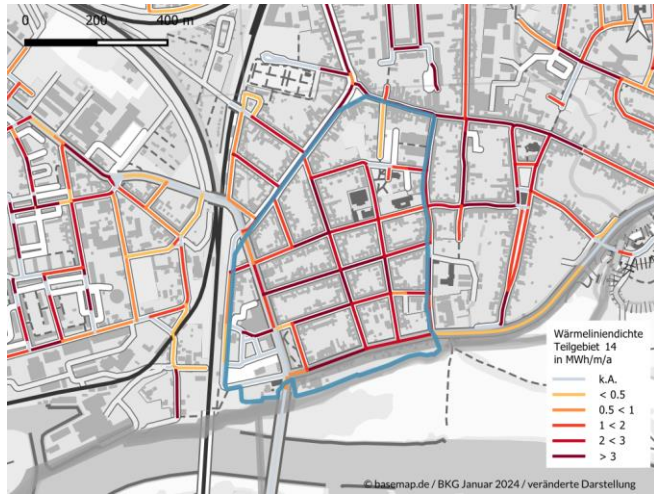 0 200 400 m
K
K
Wärmeliniendichte
Teilgebiet 14
in MWh/m/a
k.A.
< 0.5
0.5 < 1
1 < 2
2 < 3
> 3
© basemap.de / BKG Januar 2024 / veränderte Darstellung